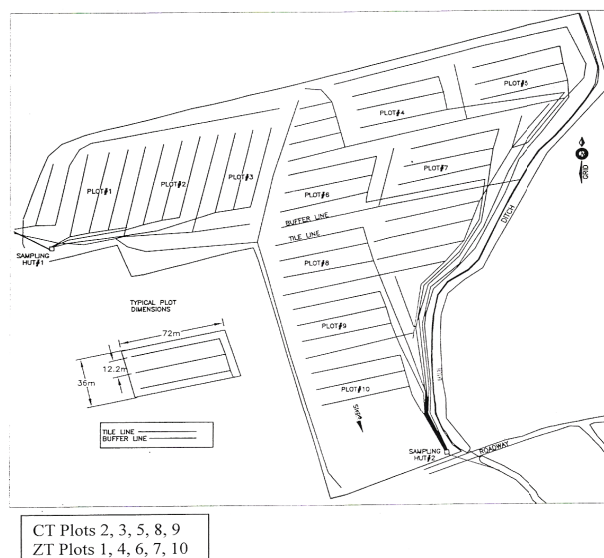 PLOT#5
PLOT#4
PLOT#1
PLOT#2
PLOT#3
PLOT#7
PLOT#6
GRID
BUFFER LINE
TILE LINE
DITCH
SAMPLING
HUT#1
PLOT#8
TYPICAL PLOT
DIMENSIONS
72m
12.2m
36m
PLOT#9
PLOT#10
TILE LINE
BUFFER LINE
SAMPLING
HUT#2
ROADWAY
CT Plots 2, 3, 5, 8, 9
ZT Plots 1, 4, 6, 7, 10